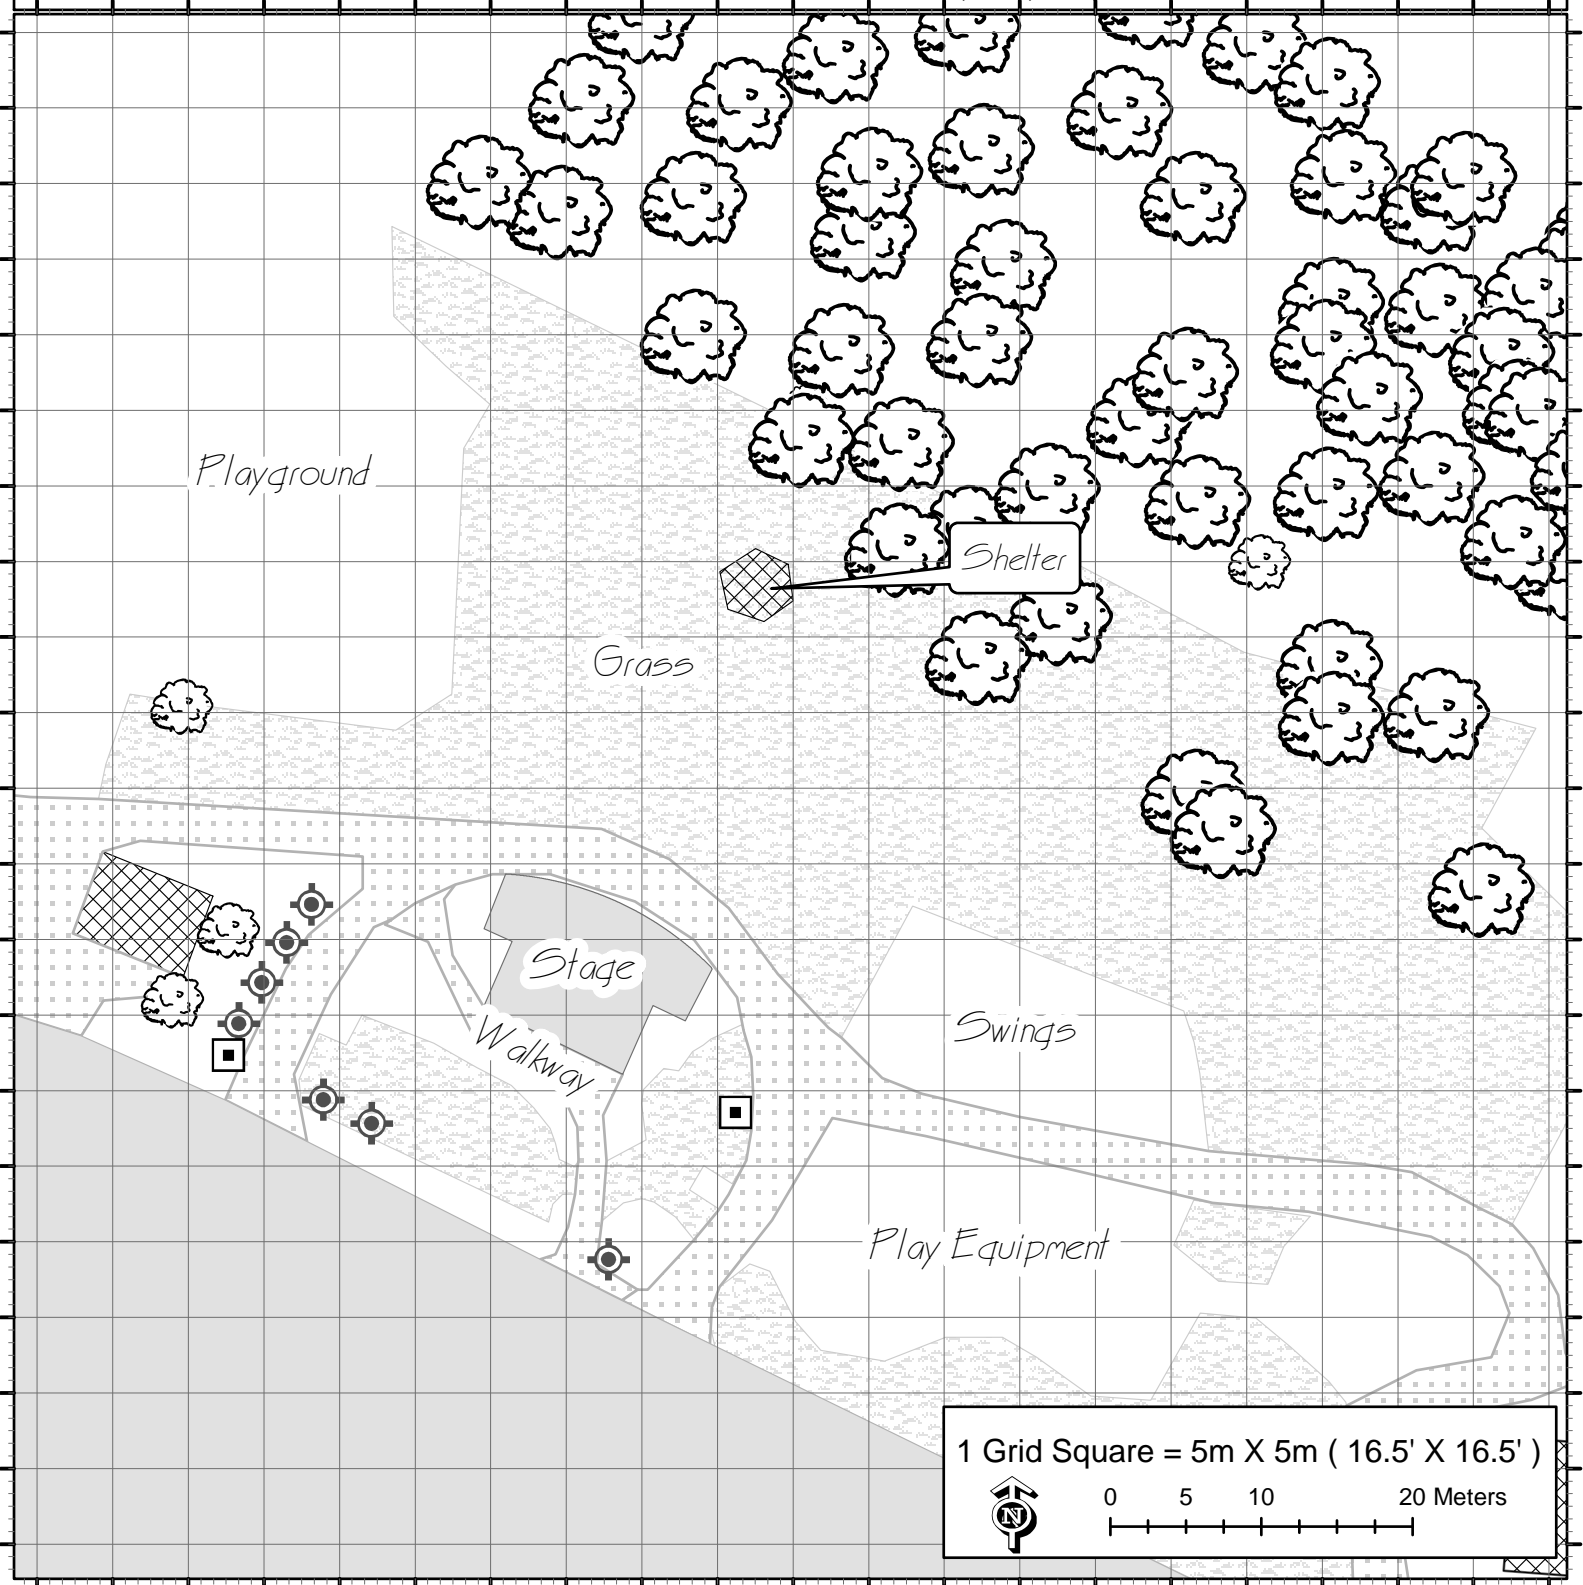 Playground
Shelter
Grass
Stage
Walkway
Swings
Play Equipment
1 Grid Square = 5m X 5m ( 16.5' X 16.5' )
N
0 5 10 20 Meters